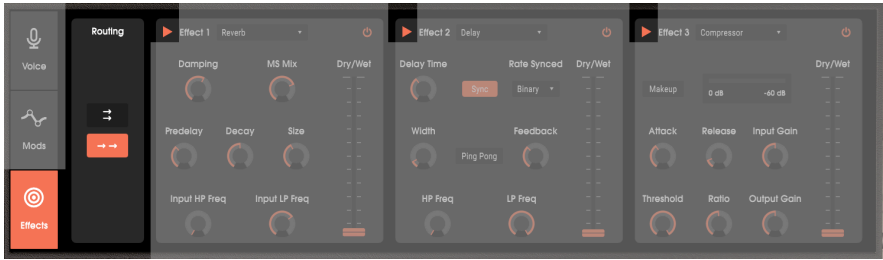 Voice
Mods
Effects
Routing
Effect 1 Reverb
Damping MS Mix Dry/Wet
Predelay Decay Size
Input HP Freq Input LP Freq
Effect 2 Delay
Delay Time Rate Synced Dry/Wet
Sync Binary
Width Feedback
Ping Pong
HP Freq LP Freq
Effect 3 Compressor
Dry/Wet
Makeup 0 dB -60 dB
Attack Release Input Gain
Threshold Ratio Output Gain